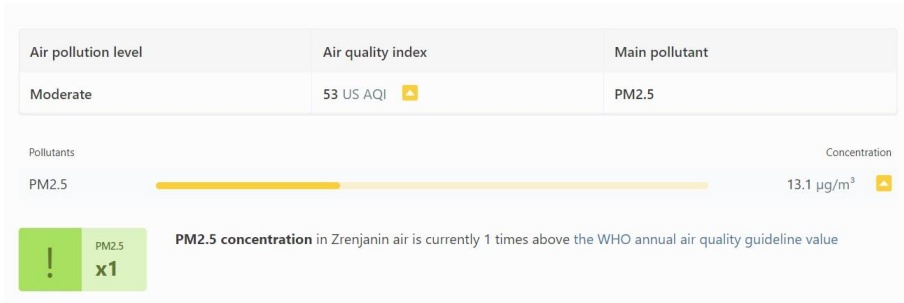 Air pollution level Air quality index Main pollutant
Moderate 53 US AQI PM2.5
Pollutants Concentration
PM2.5 13.1 µg/m³
! PM2.5 x1
PM2.5 concentration in Zrenjanin air is currently 1 times above the WHO annual air quality guideline value